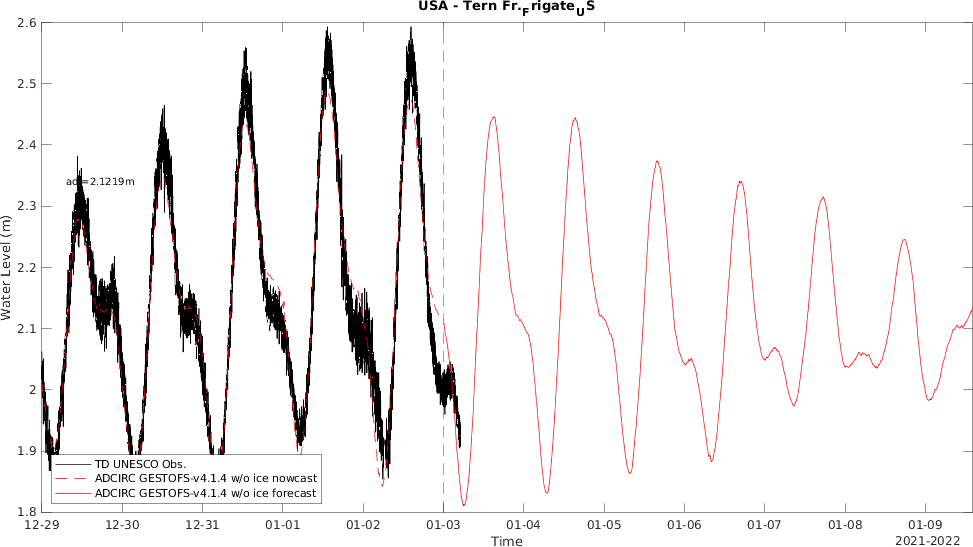 USA - Tern Fr.FrigateUS
2.6
2.5
2.4
2.3
2.2
2.1
2
1.9
1.8
Water Level (m)
adj=2.1219m
TD UNESCO Obs.
ADCIRC GESTOFS-v4.1.4 w/o ice nowcast
ADCIRC GESTOFS-v4.1.4 w/o ice forecast
12-29 12-30 12-31 01-01 01-02 01-03 01-04 01-05 01-06 01-07 01-08 01-09
Time
2021-2022